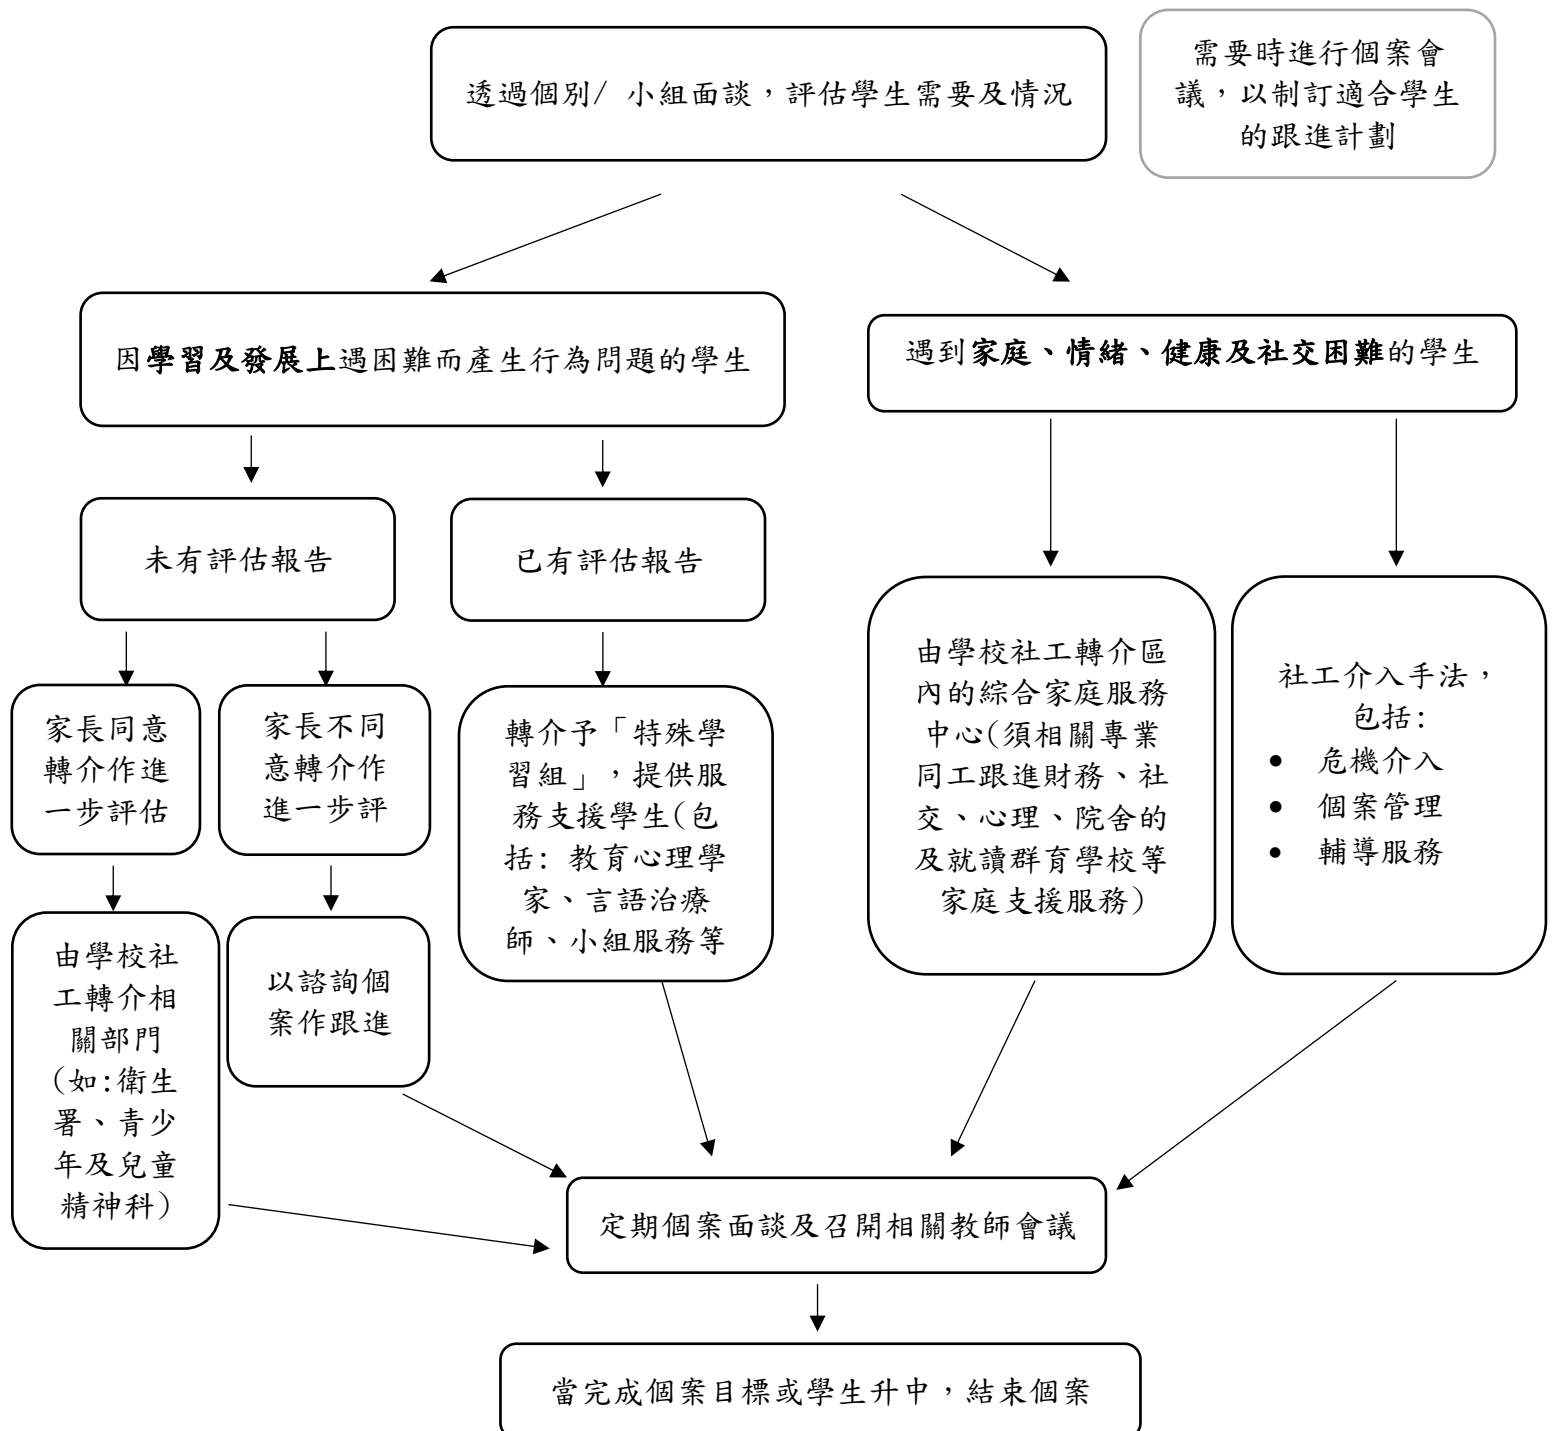 透過個別/ 小組面談，評估學生需要及情況
需要時進行個案會
議，以制訂適合學生
的跟進計劃
因學習及發展上遇困難而產生行為問題的學生
遇到家庭、情緒、健康及社交困難的學生
未有評估報告
已有評估報告
家長同意
轉介作進
一步評估
家長不同
意轉介作
進一步評
轉介予「特殊學
習組」，提供服
務支援學生(包
括: 教育心理學
家、言語治療
師、小組服務等
由學校社工轉介區
內的綜合家庭服務
中心(須相關專業
同工跟進財務、社
交、心理、院舍的
及就讀群育學校等
家庭支援服務)
社工介入手法，
包括:
• 危機介入
• 個案管理
• 輔導服務
由學校社
工轉介相
關部門
(如:衛生
署、青少
年及兒童
精神科)
以諮詢個
案作跟進
定期個案面談及召開相關教師會議
當完成個案目標或學生升中，結束個案